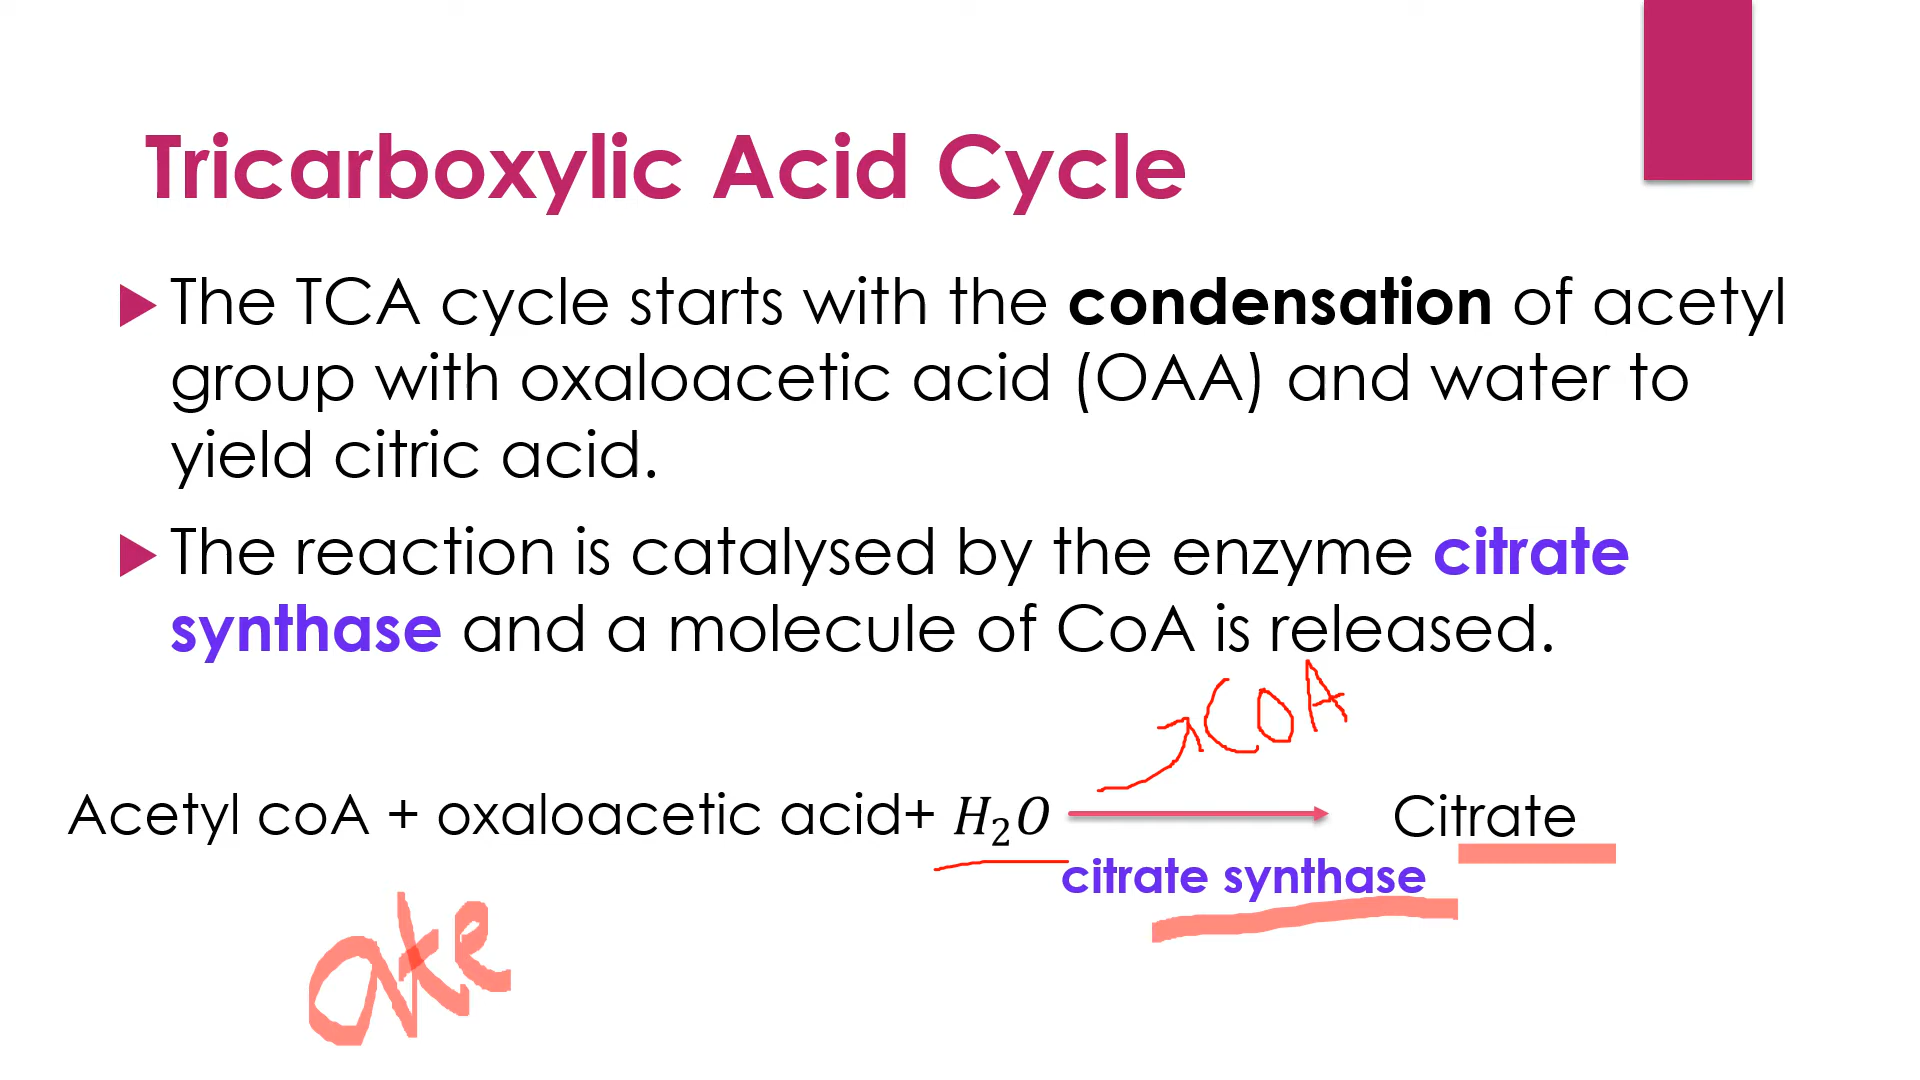 Tricarboxylic Acid Cycle
The TCA cycle starts with the condensation of acetyl
group with oxaloacetic acid (OAA) and water to
yield citric acid.
The reaction is catalysed by the enzyme citrate
synthase and a molecule of CoA is released.
COA
Acetyl coA + oxaloacetic acid+ H₂O Citrate
citrate synthase
ate